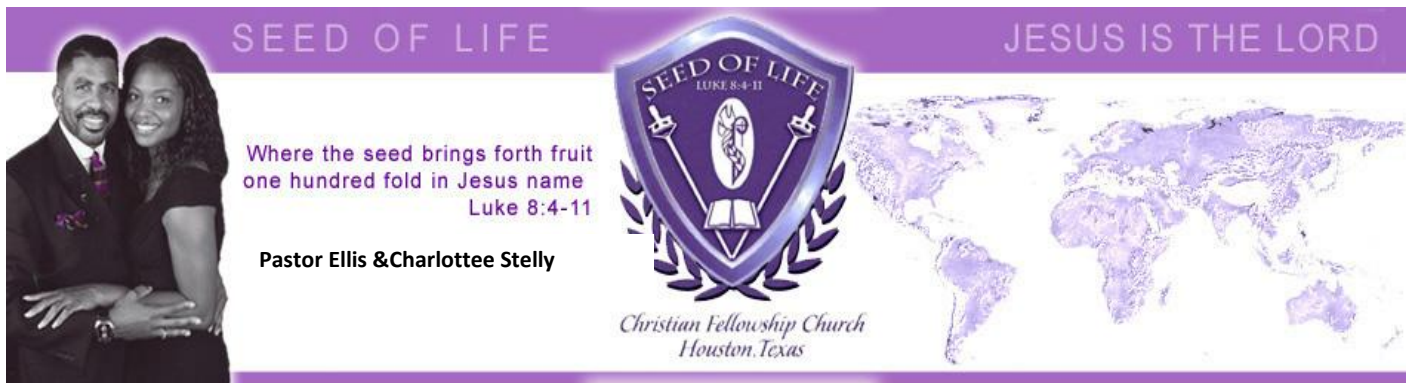 SEED OF LIFE
JESUS IS THE LORD
SEED OF LIFE
LUKE 8:4-11
Where the seed brings forth fruit
one hundred fold in Jesus name
Luke 8:4-11
Pastor Ellis &Charlottee Stelly
Christian Fellowship Church
Houston,Texas